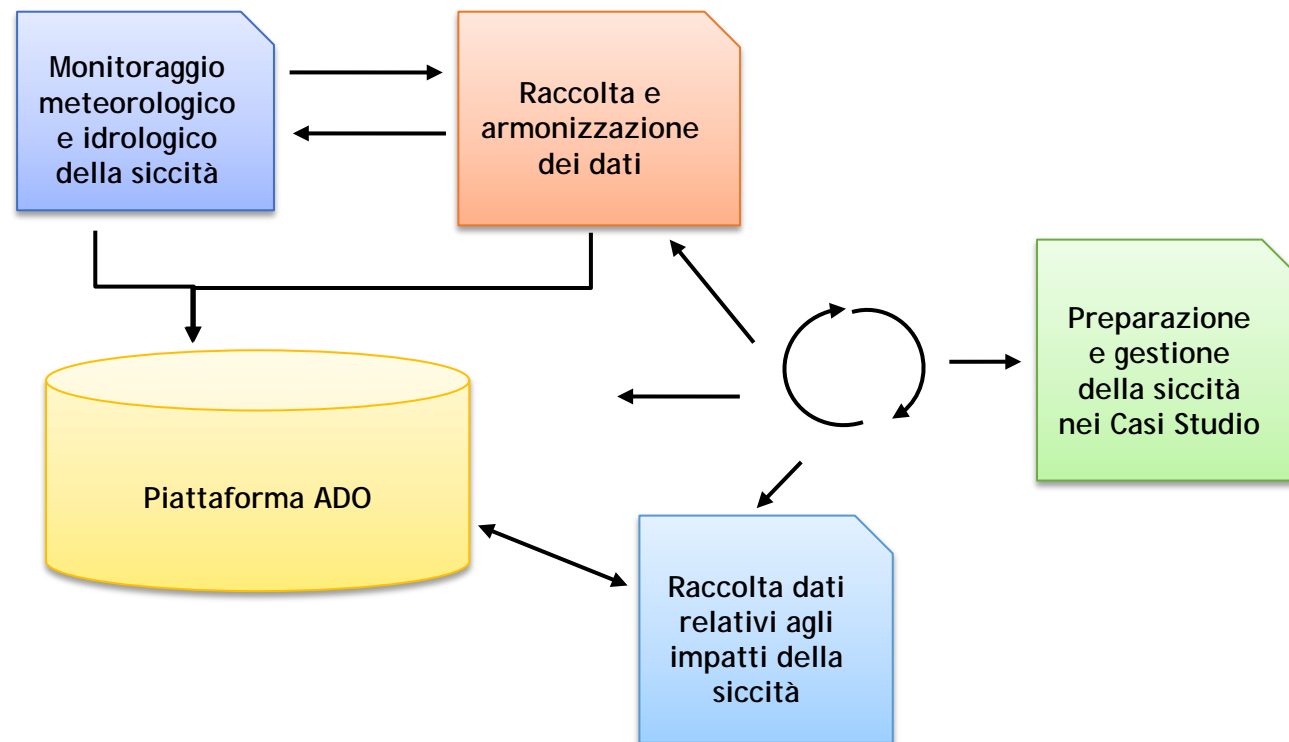 Monitoraggio
meteorologico
e idrologico
della siccità
Raccolta e
armonizzazione
dei dati
Preparazione
e gestione
della siccità
nei Casi Studio
Piattaforma ADO
Raccolta dati
relativi agli
impatti della
siccità